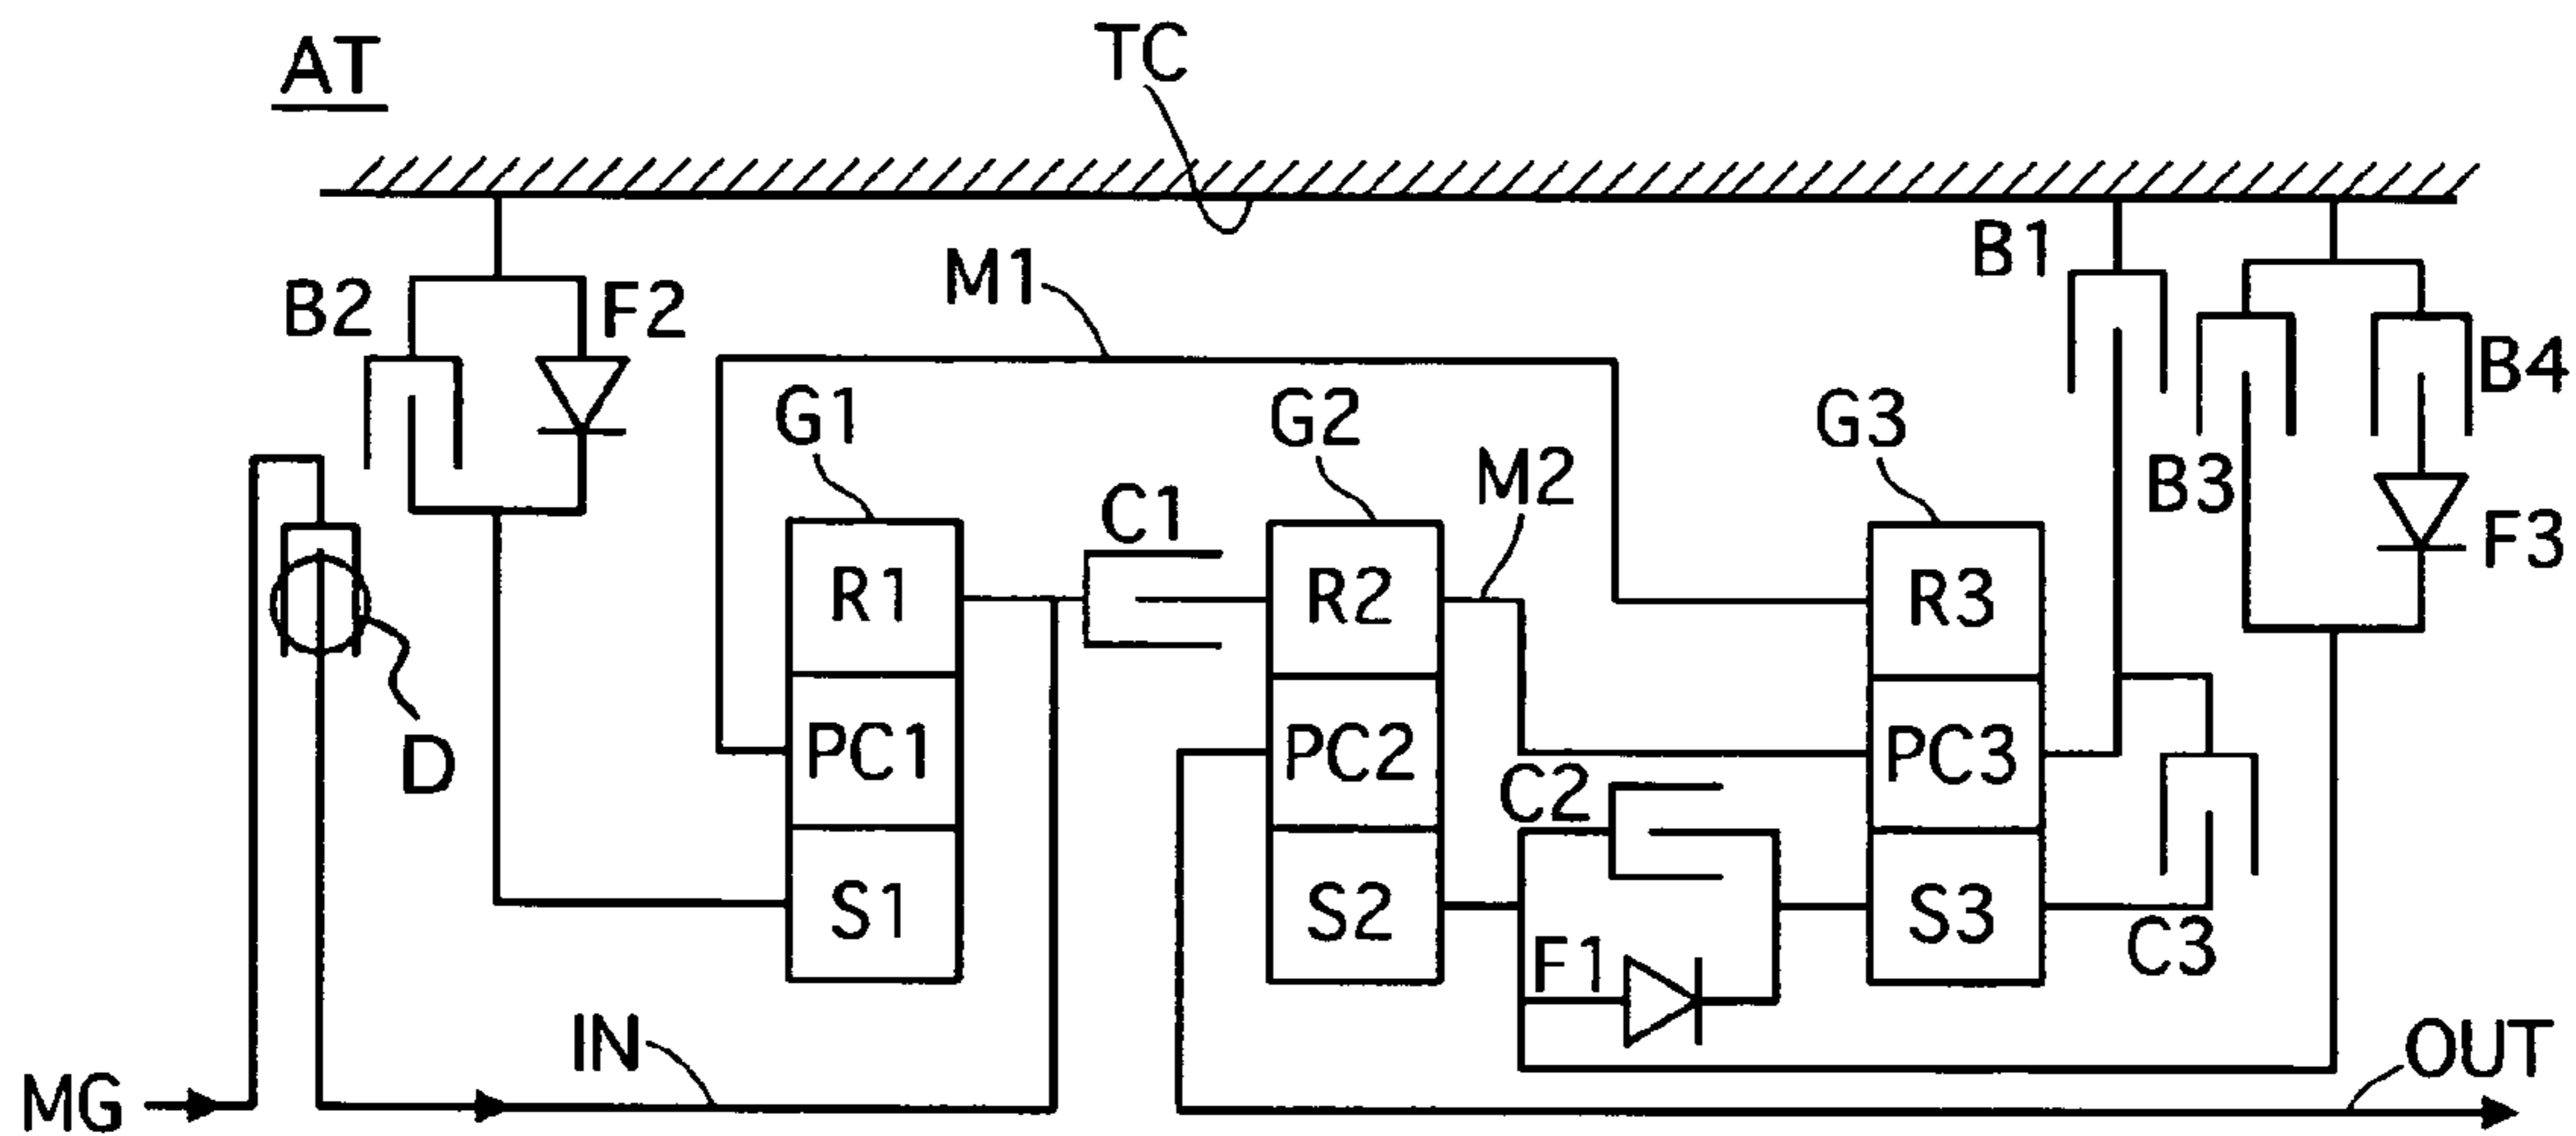 AT
TC
B1
M1
B2
F2
B4
G1
G2
G3
M2
B3
C1
F3
R1
R2
R3
D
PC1
PC2
PC3
C2
S1
S2
S3
C3
F1
IN
OUT
MG